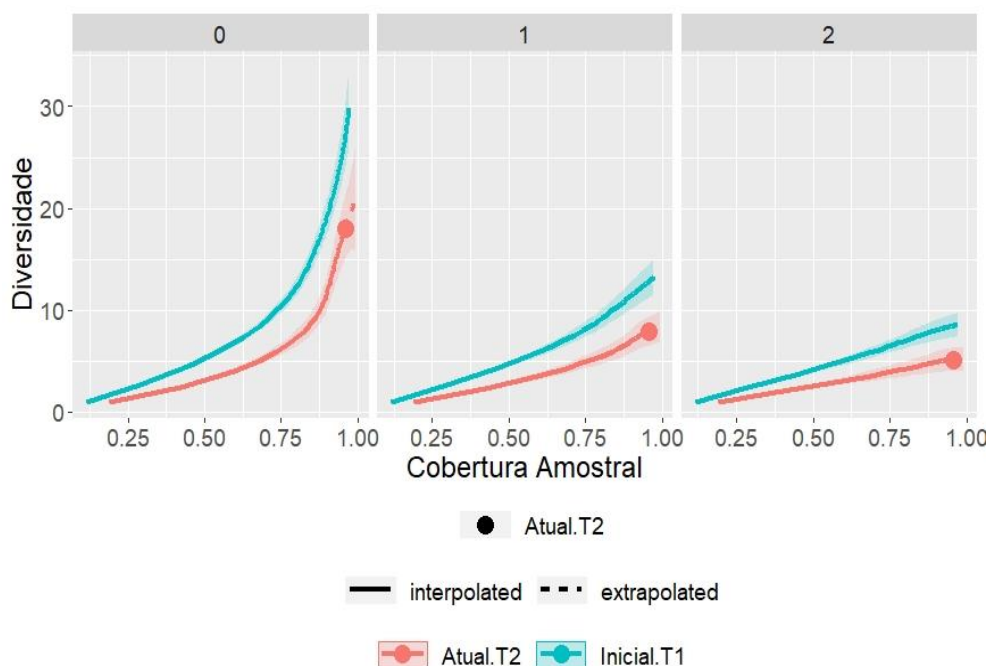 0 1 2
Diversidade
30
20
10
0
0.25 0.50 0.75 1.00 0.25 0.50 0.75 1.00 0.25 0.50 0.75 1.00
Cobertura Amostral
Atual.T2
interpolated extrapolated
Atual.T2 Inicial.T1